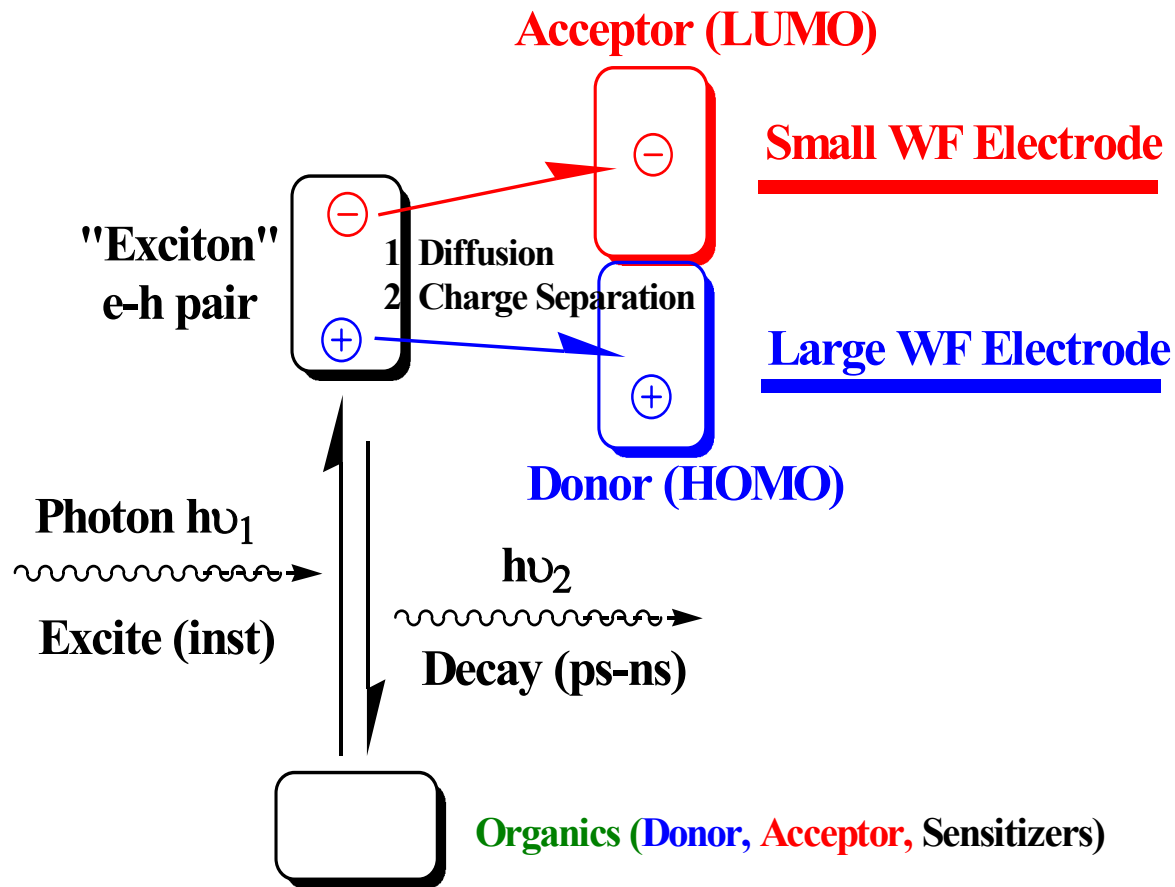 Acceptor (LUMO)
Small WF Electrode
"Exciton"
e-h pair
1 Diffusion
2 Charge Separation
Large WF Electrode
Donor (HOMO)
Photon hυ₁
Excite (inst)
hυ₂
Decay (ps-ns)
Organics (Donor, Acceptor, Sensitizers)